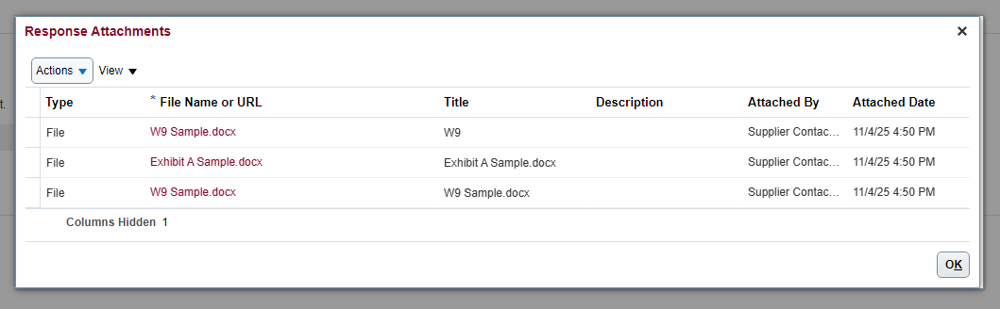 Response Attachments ×
Actions ▼ View ▼
Type * File Name or URL Title Description Attached By Attached Date
File W9 Sample.docx W9 Supplier Contac... 11/4/25 4:50 PM
File Exhibit A Sample.docx Exhibit A Sample.docx Supplier Contac... 11/4/25 4:50 PM
File W9 Sample.docx W9 Sample.docx Supplier Contac... 11/4/25 4:50 PM
t.
Columns Hidden 1
OK